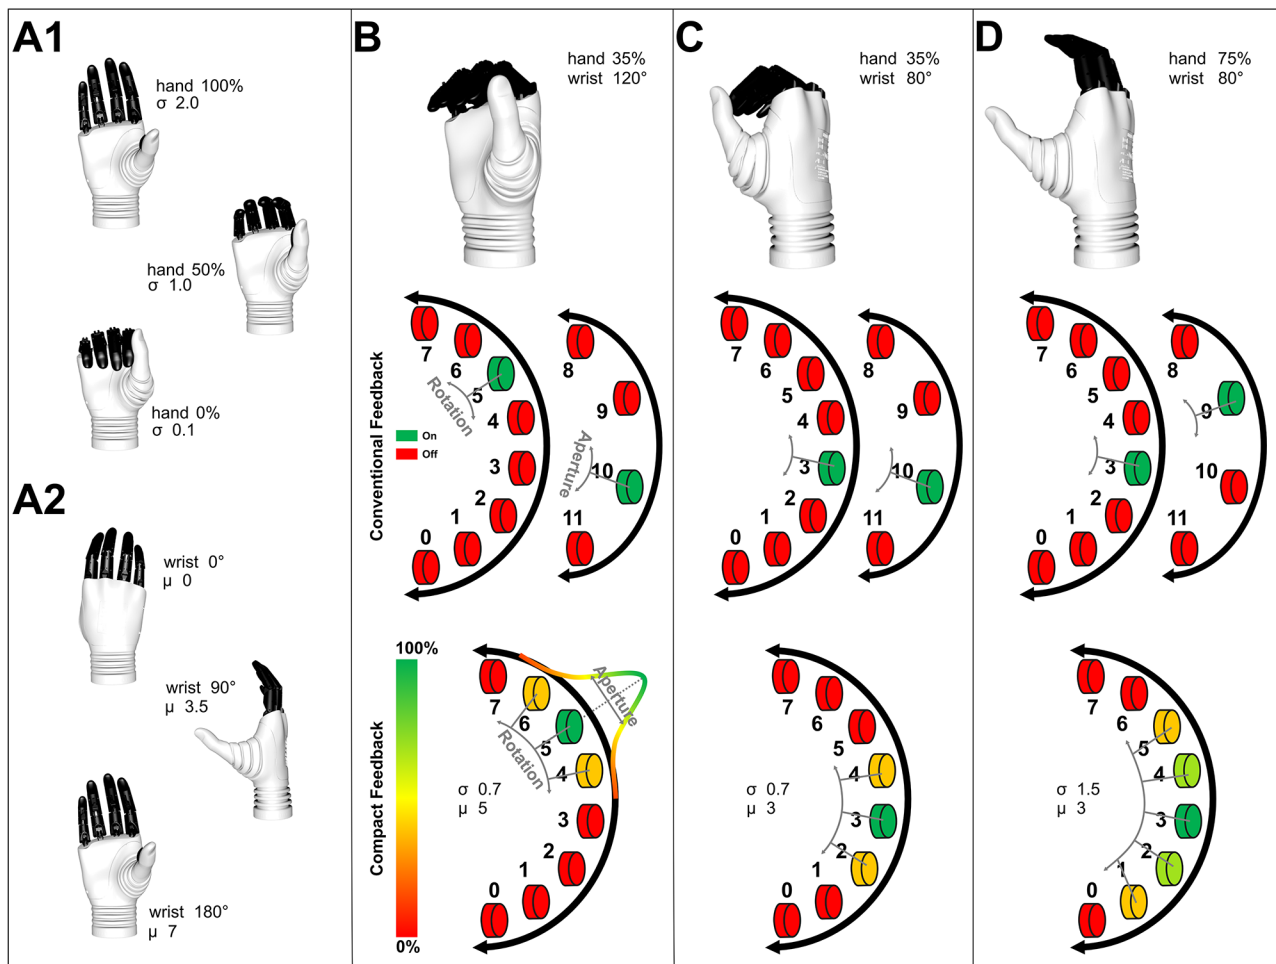 A1
hand 100%
σ 2.0
hand 50%
σ 1.0
hand 0%
σ 0.1
A2
wrist 0°
μ 0
wrist 90°
μ 3.5
wrist 180°
μ 7
B
hand 35%
wrist 120°
Conventional Feedback
7
6
5
4
3
2
1
0
Rotation
On
Off
8
9
10
11
Aperture
Compact Feedback
100%
0%
7
6
5
4
3
2
1
0
Rotation
Aperture
σ 0.7
μ 5
C
hand 35%
wrist 80°
7
6
5
4
3
2
1
0
8
9
10
11
7
6
5
4
3
2
1
0
σ 0.7
μ 3
D
hand 75%
wrist 80°
7
6
5
4
3
2
1
0
8
9
10
11
7
6
5
4
3
2
1
0
σ 1.5
μ 3